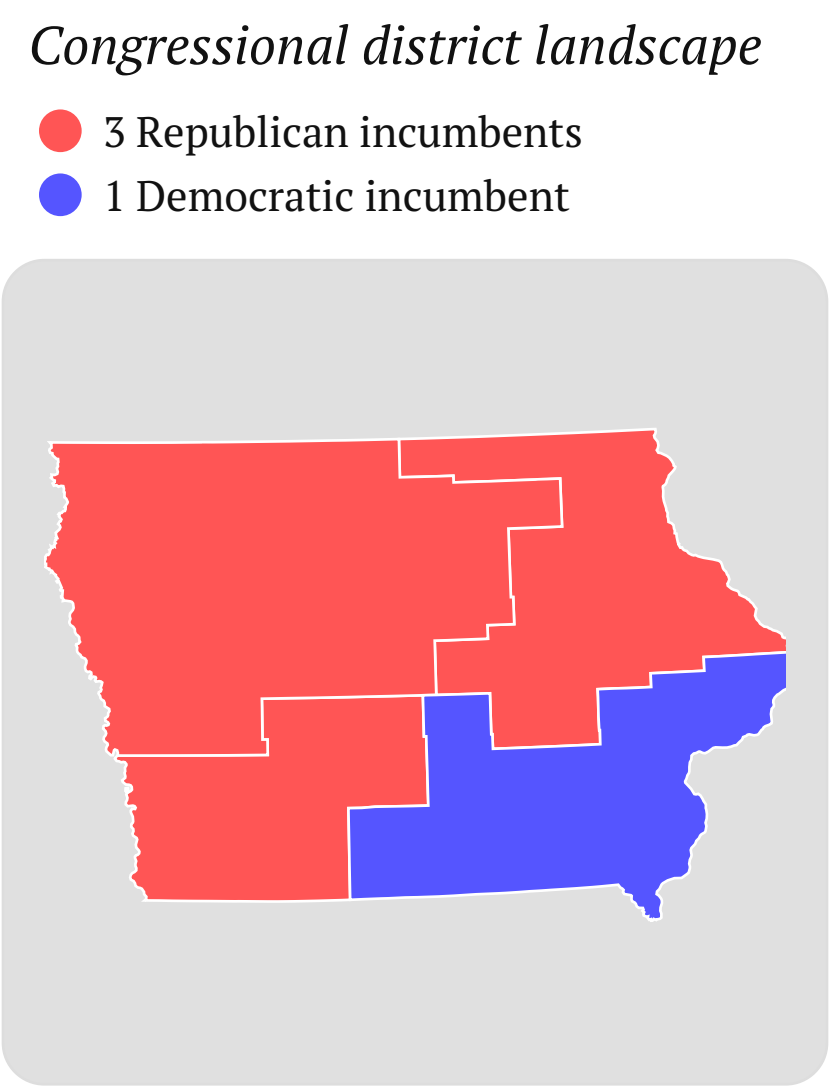 Congressional district landscape
3 Republican incumbents
1 Democratic incumbent